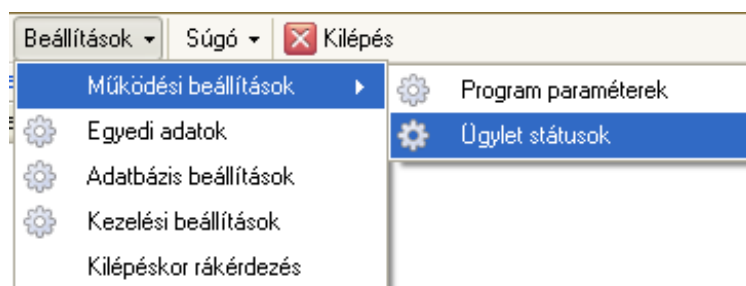 Beállítások Súgó Kilépés
Működési beállítások Program paraméterek
Egyedi adatok Ügylet státusok
Adatbázis beállítások
Kezelési beállítások
Kilépéskor rákérdezés